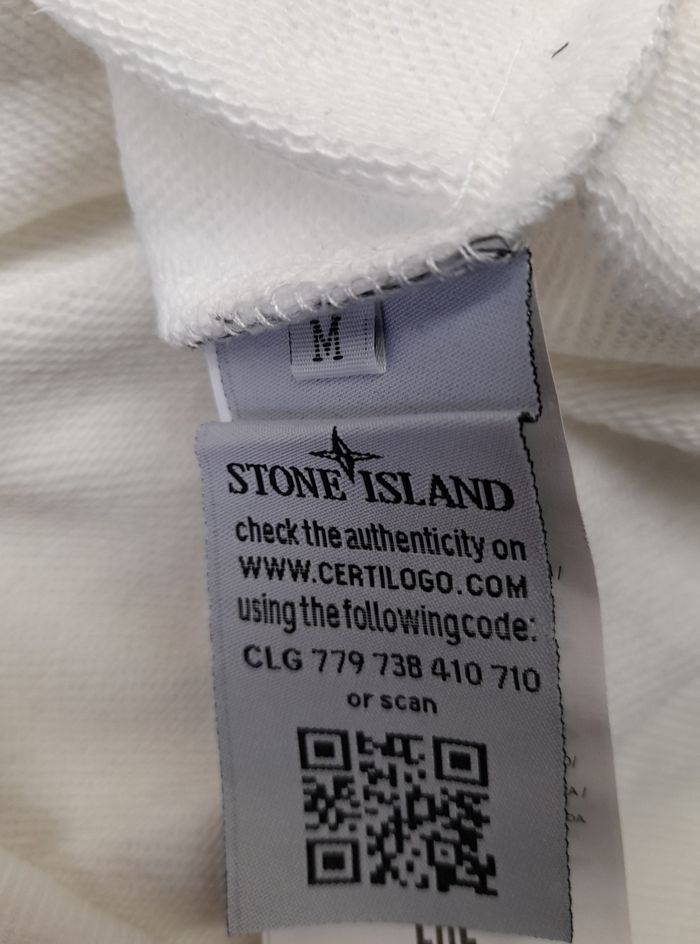 M
STONE ISLAND
check the authenticity on
WWW.CERTILOGO.COM
using the following code:
CLG 779 738 410 710
or scan